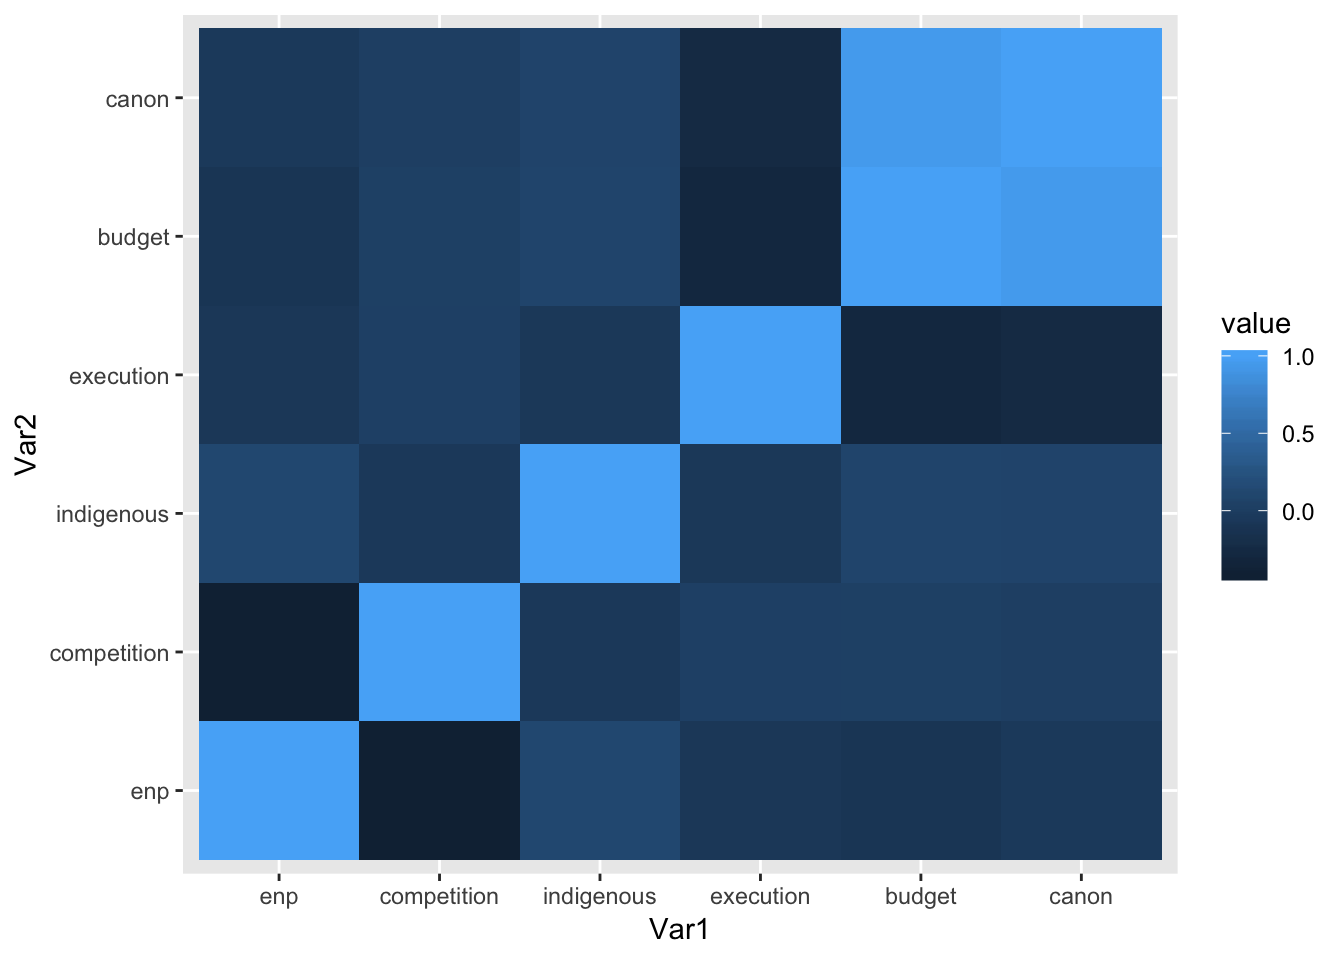 canon
budget
execution
indigenous
competition
enp
Var2
enp competition indigenous execution budget canon
Var1
value
1.0
0.5
0.0